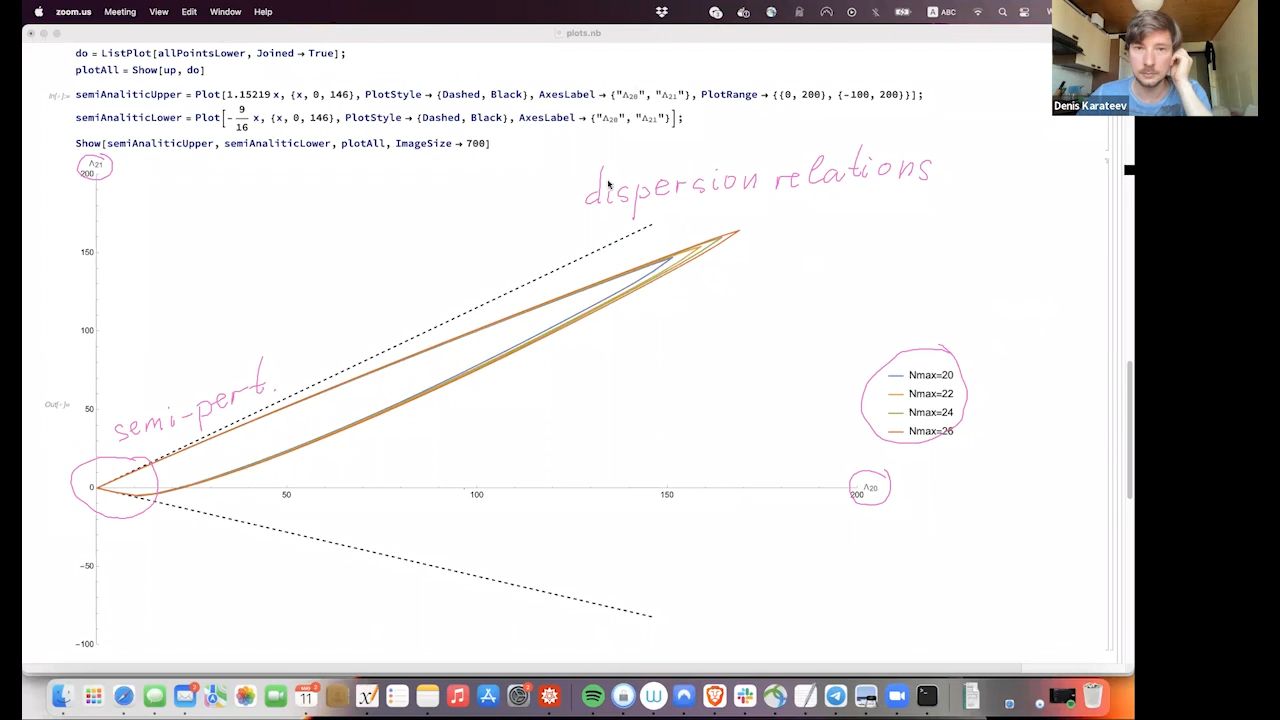 zoom.us Meeting View Edit Window Help ABC
plots.nb
do = ListPlot[allPointsLower, Joined → True];
plotAll = Show[up, do]
In[-]:= semiAnaliticUpper = Plot[1.15219 x, {x, 0, 146}, PlotStyle → {Dashed, Black}, AxesLabel → {"Λ₂₀", "Λ₂₁"}, PlotRange → {{0, 200}, {-100, 200}}];
semiAnaliticLower = Plot[-9/16 x, {x, 0, 146}, PlotStyle → {Dashed, Black}, AxesLabel → {"Λ₂₀", "Λ₂₁"}];
Show[semiAnaliticUpper, semiAnaliticLower, plotAll, ImageSize → 700]
Denis Karateev
Λ₂₁
200
dispersion relations
150
100
semi-pert.
Nmax=20
Nmax=22
Nmax=24
Nmax=26
Out[-]=
50
0
50 100 150 200 Λ₂₀
-50
-100
11